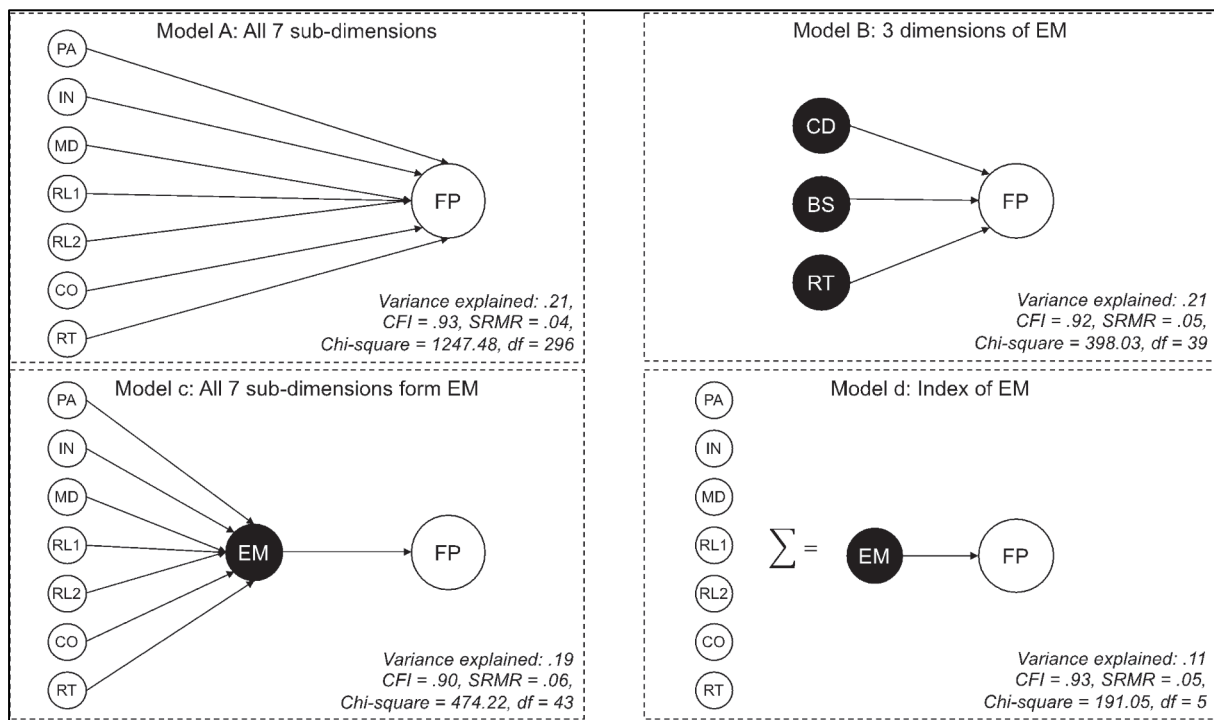 Model A: All 7 sub-dimensions
PA
IN
MD
RL1
RL2
CO
RT
FP
Variance explained: .21,
CFI = .93, SRMR = .04,
Chi-square = 1247.48, df = 296
Model B: 3 dimensions of EM
CD
BS
RT
FP
Variance explained: .21
CFI = .92, SRMR = .05,
Chi-square = 398.03, df = 39
Model c: All 7 sub-dimensions form EM
PA
IN
MD
RL1
RL2
CO
RT
EM
FP
Variance explained: .19
CFI = .90, SRMR = .06,
Chi-square = 474.22, df = 43
Model d: Index of EM
PA
IN
MD
RL1
RL2
CO
RT
∑ =
EM
FP
Variance explained: .11
CFI = .93, SRMR = .05,
Chi-square = 191.05, df = 5